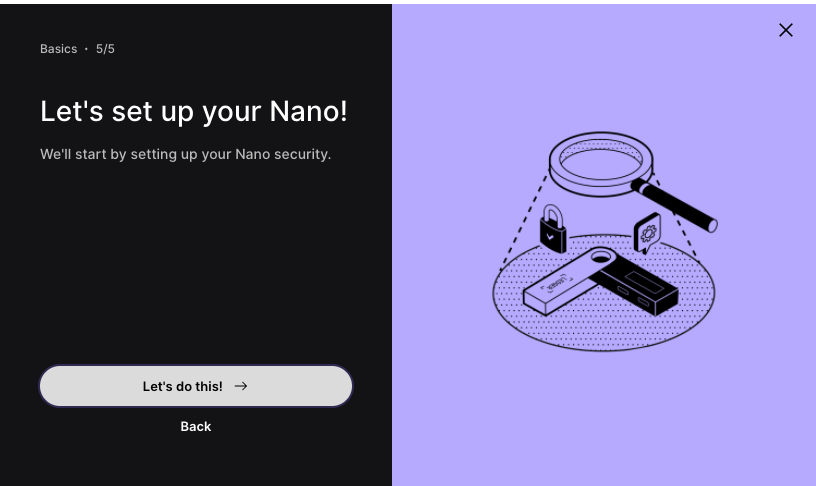 Basics · 5/5
Let's set up your Nano!
We'll start by setting up your Nano security.
Let's do this! →
Back